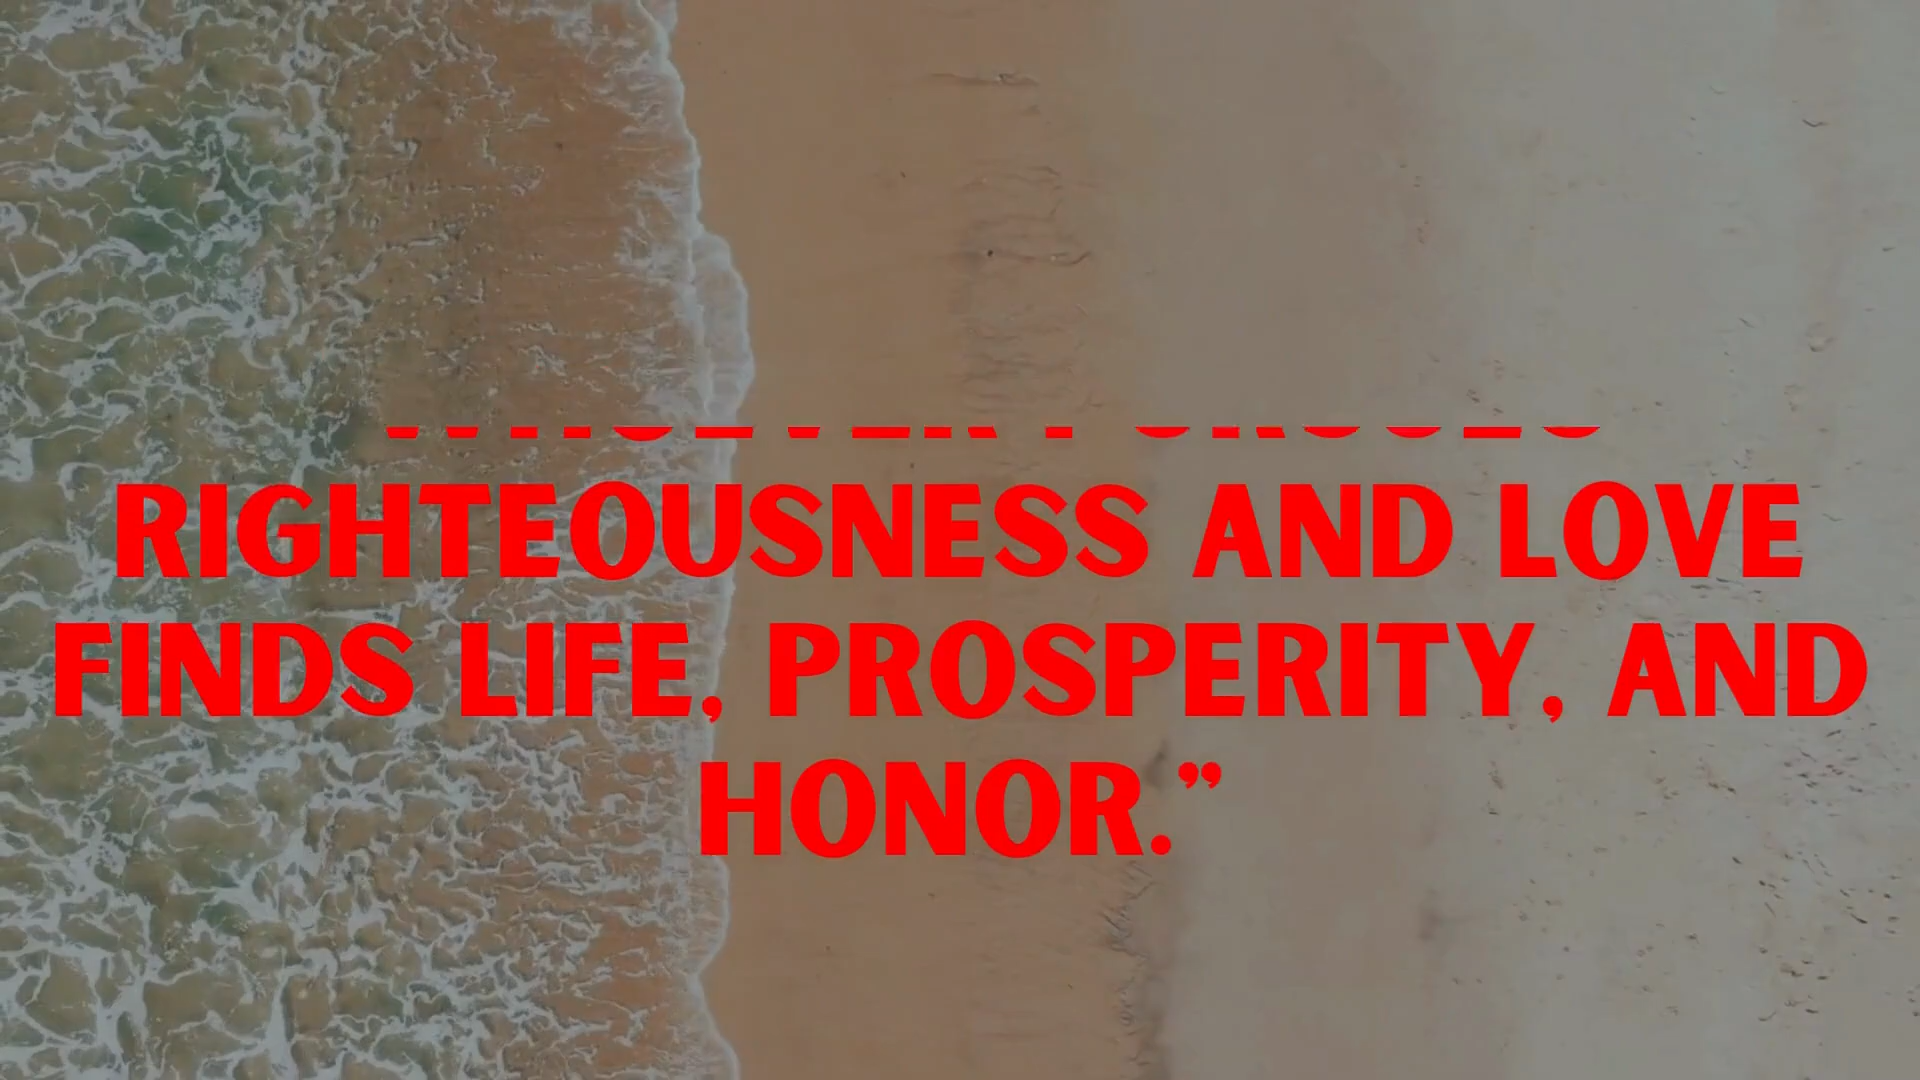 RIGHTEOUSNESS AND LOVE
FINDS LIFE, PROSPERITY, AND
HONOR.”